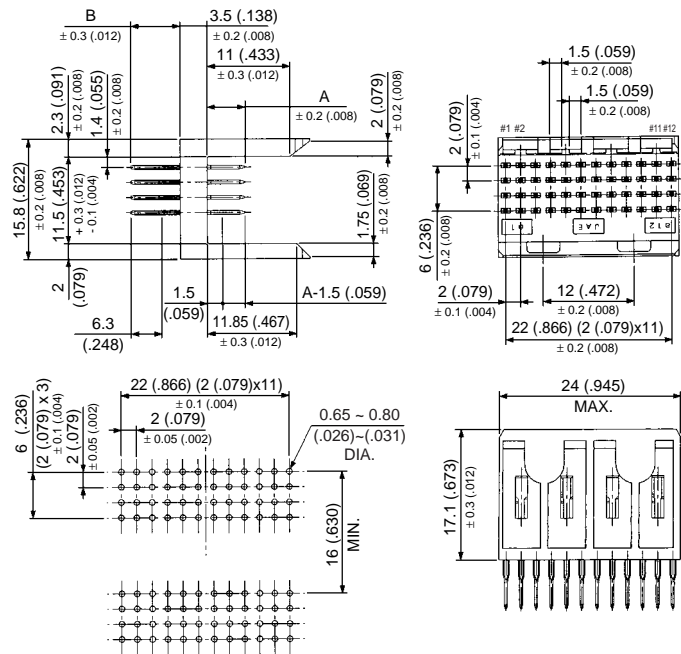 B
± 0.3 (.012)
3.5 (.138)
± 0.2 (.008)
11 (.433)
± 0.3 (.012)
A
± 0.2 (.008)
2.3 (.091)
± 0.2 (.008)
1.4 (.055)
± 0.2 (.008)
2 (.079)
± 0.2 (.008)
15.8 (.622)
± 0.2 (.008)
11.5 (.453)
+ 0.3 (.012)
- 0.1 (.004)
2
(.079)
1.75 (.069)
± 0.2 (.008)
1.5
(.059)
A-1.5 (.059)
6.3
(.248)
11.85 (.467)
± 0.3 (.012)
1.5 (.059)
± 0.2 (.008)
1.5 (.059)
± 0.2 (.008)
2 (.079)
± 0.1 (.004)
#1 #2
#11 #12
6 (.236)
± 0.2 (.008)
a 1
JAE
a 1 2
2 (.079)
± 0.1 (.004)
12 (.472)
± 0.2 (.008)
22 (.866) (2 (.079)x11)
± 0.2 (.008)
22 (.866) (2 (.079)x11)
± 0.1 (.004)
2 (.079)
± 0.05 (.002)
6 (.236)
(2 (.079) x 3)
± 0.1 (.004)
2 (.079)
± 0.05 (.002)
0.65 ~ 0.80
(.026)~(.031)
DIA.
16 (.630)
MIN.
24 (.945)
MAX.
17.1 (.673)
± 0.3 (.012)